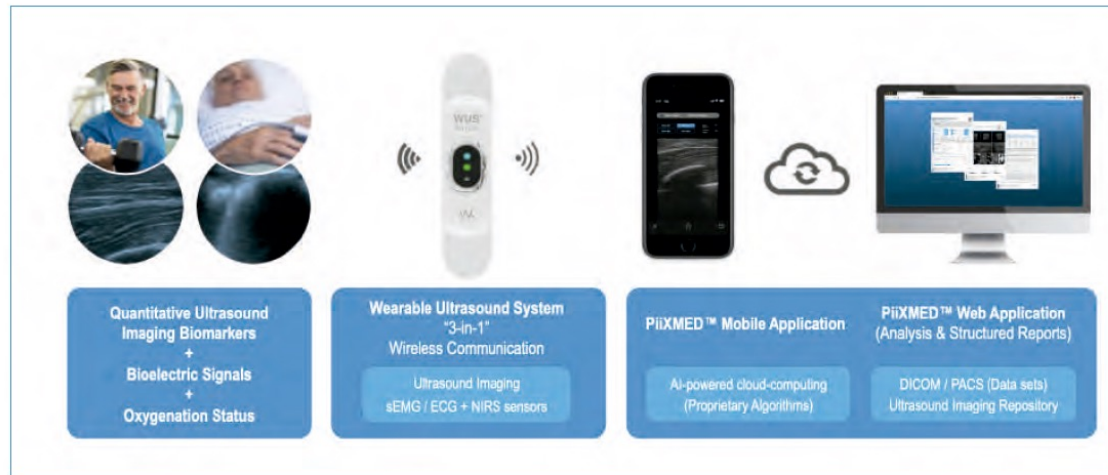 WUS™
Quantitative Ultrasound
Imaging Biomarkers
+
Bioelectric Signals
+
Oxygenation Status
Wearable Ultrasound System
“3-in-1”
Wireless Communication
Ultrasound Imaging
sEMG / ECG + NIRS sensors
PiiXMED™ Mobile Application
Ai-powered cloud-computing
(Proprietary Algorithms)
PiiXMED™ Web Application
(Analysis & Structured Reports)
DICOM / PACS (Data sets)
Ultrasound Imaging Repository